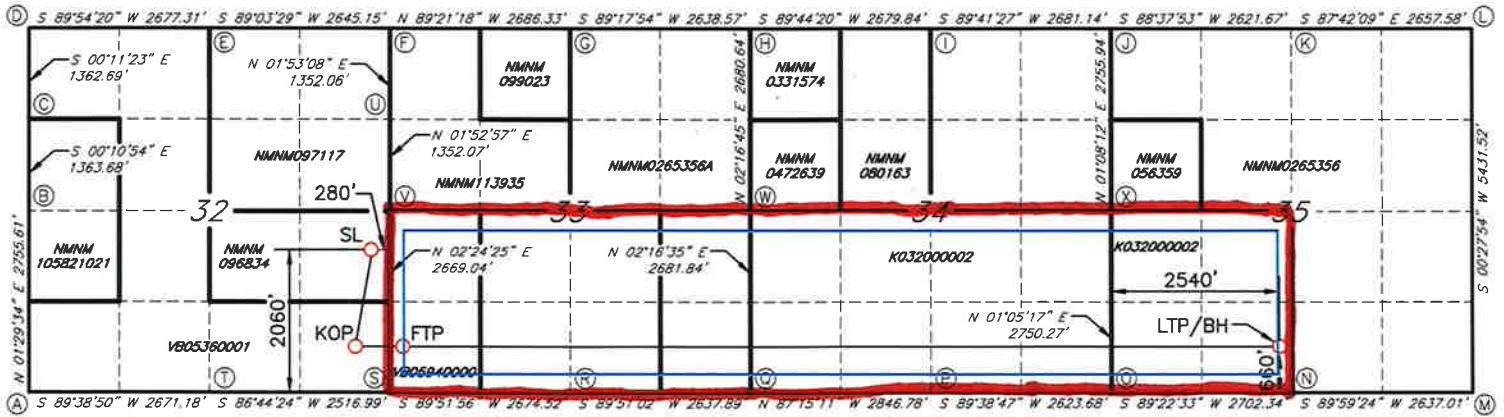 D S 89°54'20" W 2677.31' S 89°03'29" W 2645.15' N 89°21'18" W 2686.33' S 89°17'54" W 2638.57' S 89°44'20" W 2679.84' S 89°41'27" W 2681.14' S 88°37'53" W 2621.67' S 87°42'09" E 2657.58' L
E F G H I J K
S 00°11'23" E
1362.69'
N 01°53'08" E
1352.06'
NMNM
099023
NMNM
0331574
N 02°16'45" E 2680.64'
N 01°08'12" E 2755.94'
C U
S 00°10'54" E
1363.68'
NMNM097117
N 01°52'57" E
1352.07'
NMNM113935
NMNM0265356A
NMNM
0472639
NMNM
080163
NMNM
056359
NMNM0265356
S 00°27'54" W 5431.52'
B 280' V W X
32 33 34 35
SL
NMNM
105821021
NMNM
096834
N 02°24'25" E
2669.04'
N 02°16'35" E
2681.84'
K032000002
K032000002
2540'
N 01°29'34" E 2755.61'
2060'
N 01°05'17" E
2750.27'
KOP FTP LTP/BH
VB05360001
VB05940000
660'
T S R Q P O N
A S 89°38'50" W 2671.18' S 86°44'24" W 2516.99' S 89°51'56" W 2674.52' S 89°51'02" W 2637.89' N 87°15'11" W 2846.78' S 89°38'47" W 2623.68' S 89°22'33" W 2702.34' S 89°59'24" W 2637.01' M